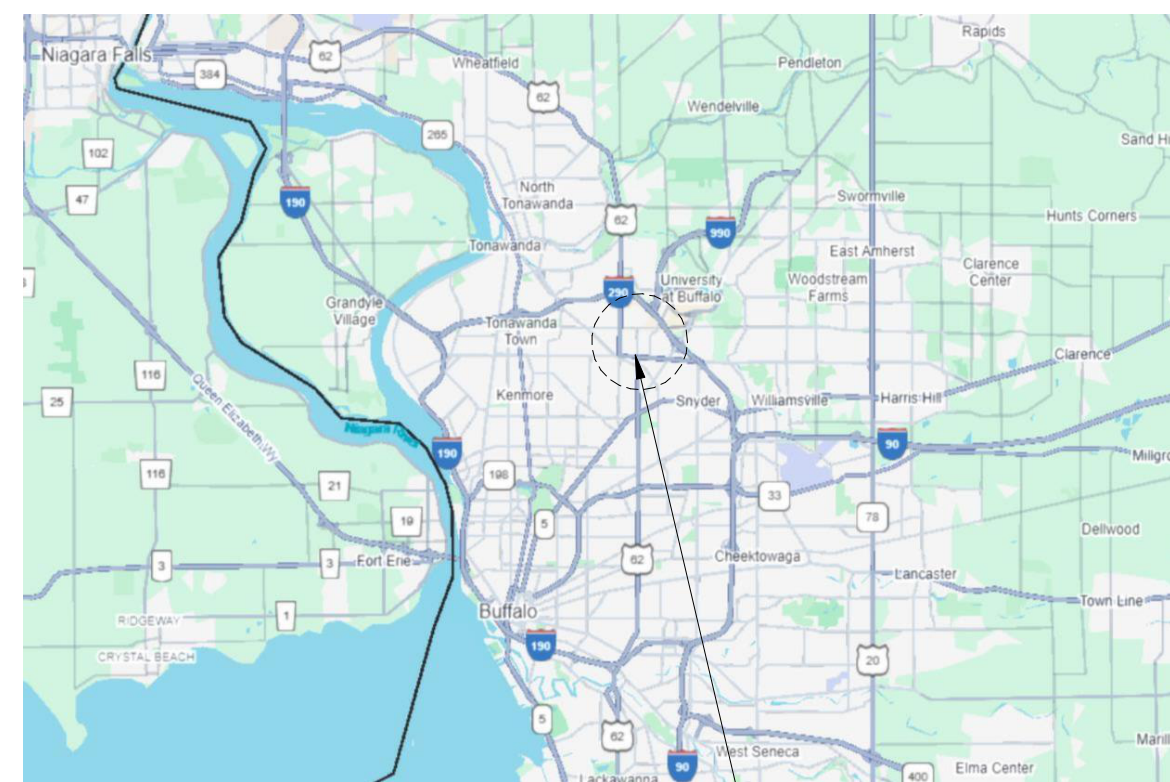 Rapids
Niagara Falls
62
Wheatfield
Pendleton
384
62
Wendelville
265
Sand H
102
North
Tonawanda
47
190
Swormville
62
Hunts Corners
990
Tonawanda
East Amherst
Clarence
Center
University
at Buffalo
Woodstream
Farms
290
Grandyle
Village
Tonawanda
Town
Clarence
116
Queen Elizabeth Wy
25
Kenmore
Snyder
Williamsville
Harris Hill
Niagara River
190
90
Millgro
116
198
21
33
19
5
78
Dellwood
3
3
Fort Erie
62
Cheektowaga
Lancaster
Town Line
1
Buffalo
RIDGEWAY
190
CRYSTAL BEACH
20
5
62
Maril
West Seneca
90
Elma Center
Lackawanna
400